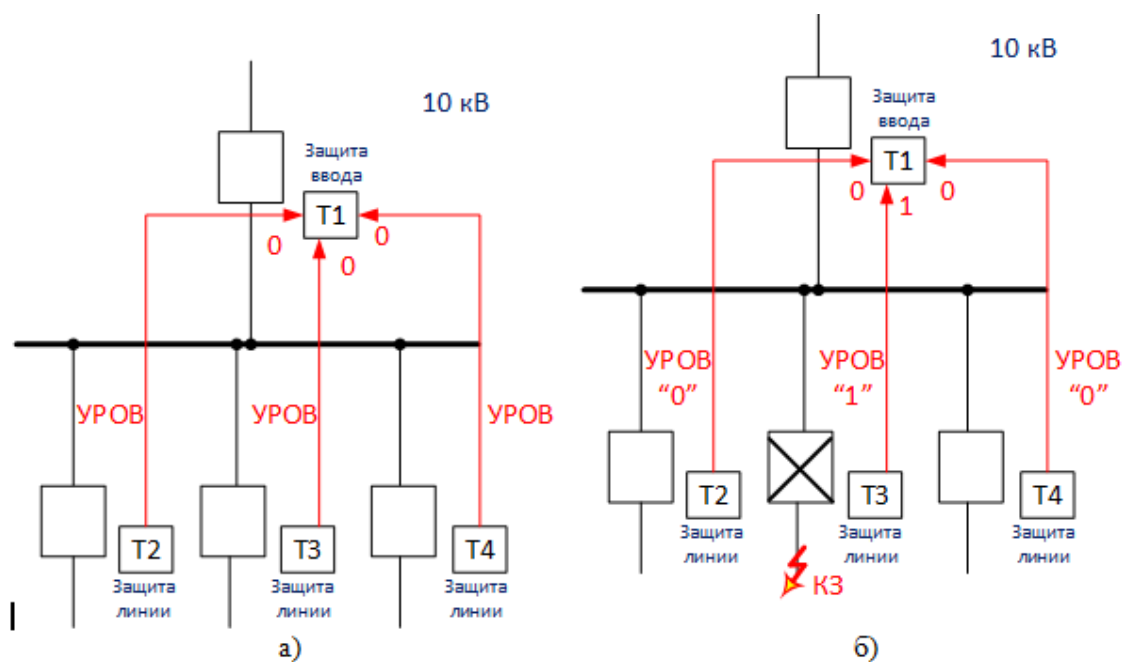 10 кВ
Защита
ввода
Т1
0
0
0
УРОВ
УРОВ
УРОВ
Т2
Т3
Т4
Защита
линии
Защита
линии
Защита
линии
а)
10 кВ
Защита
ввода
Т1
0
1
0
УРОВ
“0”
УРОВ
“1”
УРОВ
“0”
Т2
Т3
Т4
Защита
линии
Защита
линии
Защита
линии
КЗ
б)